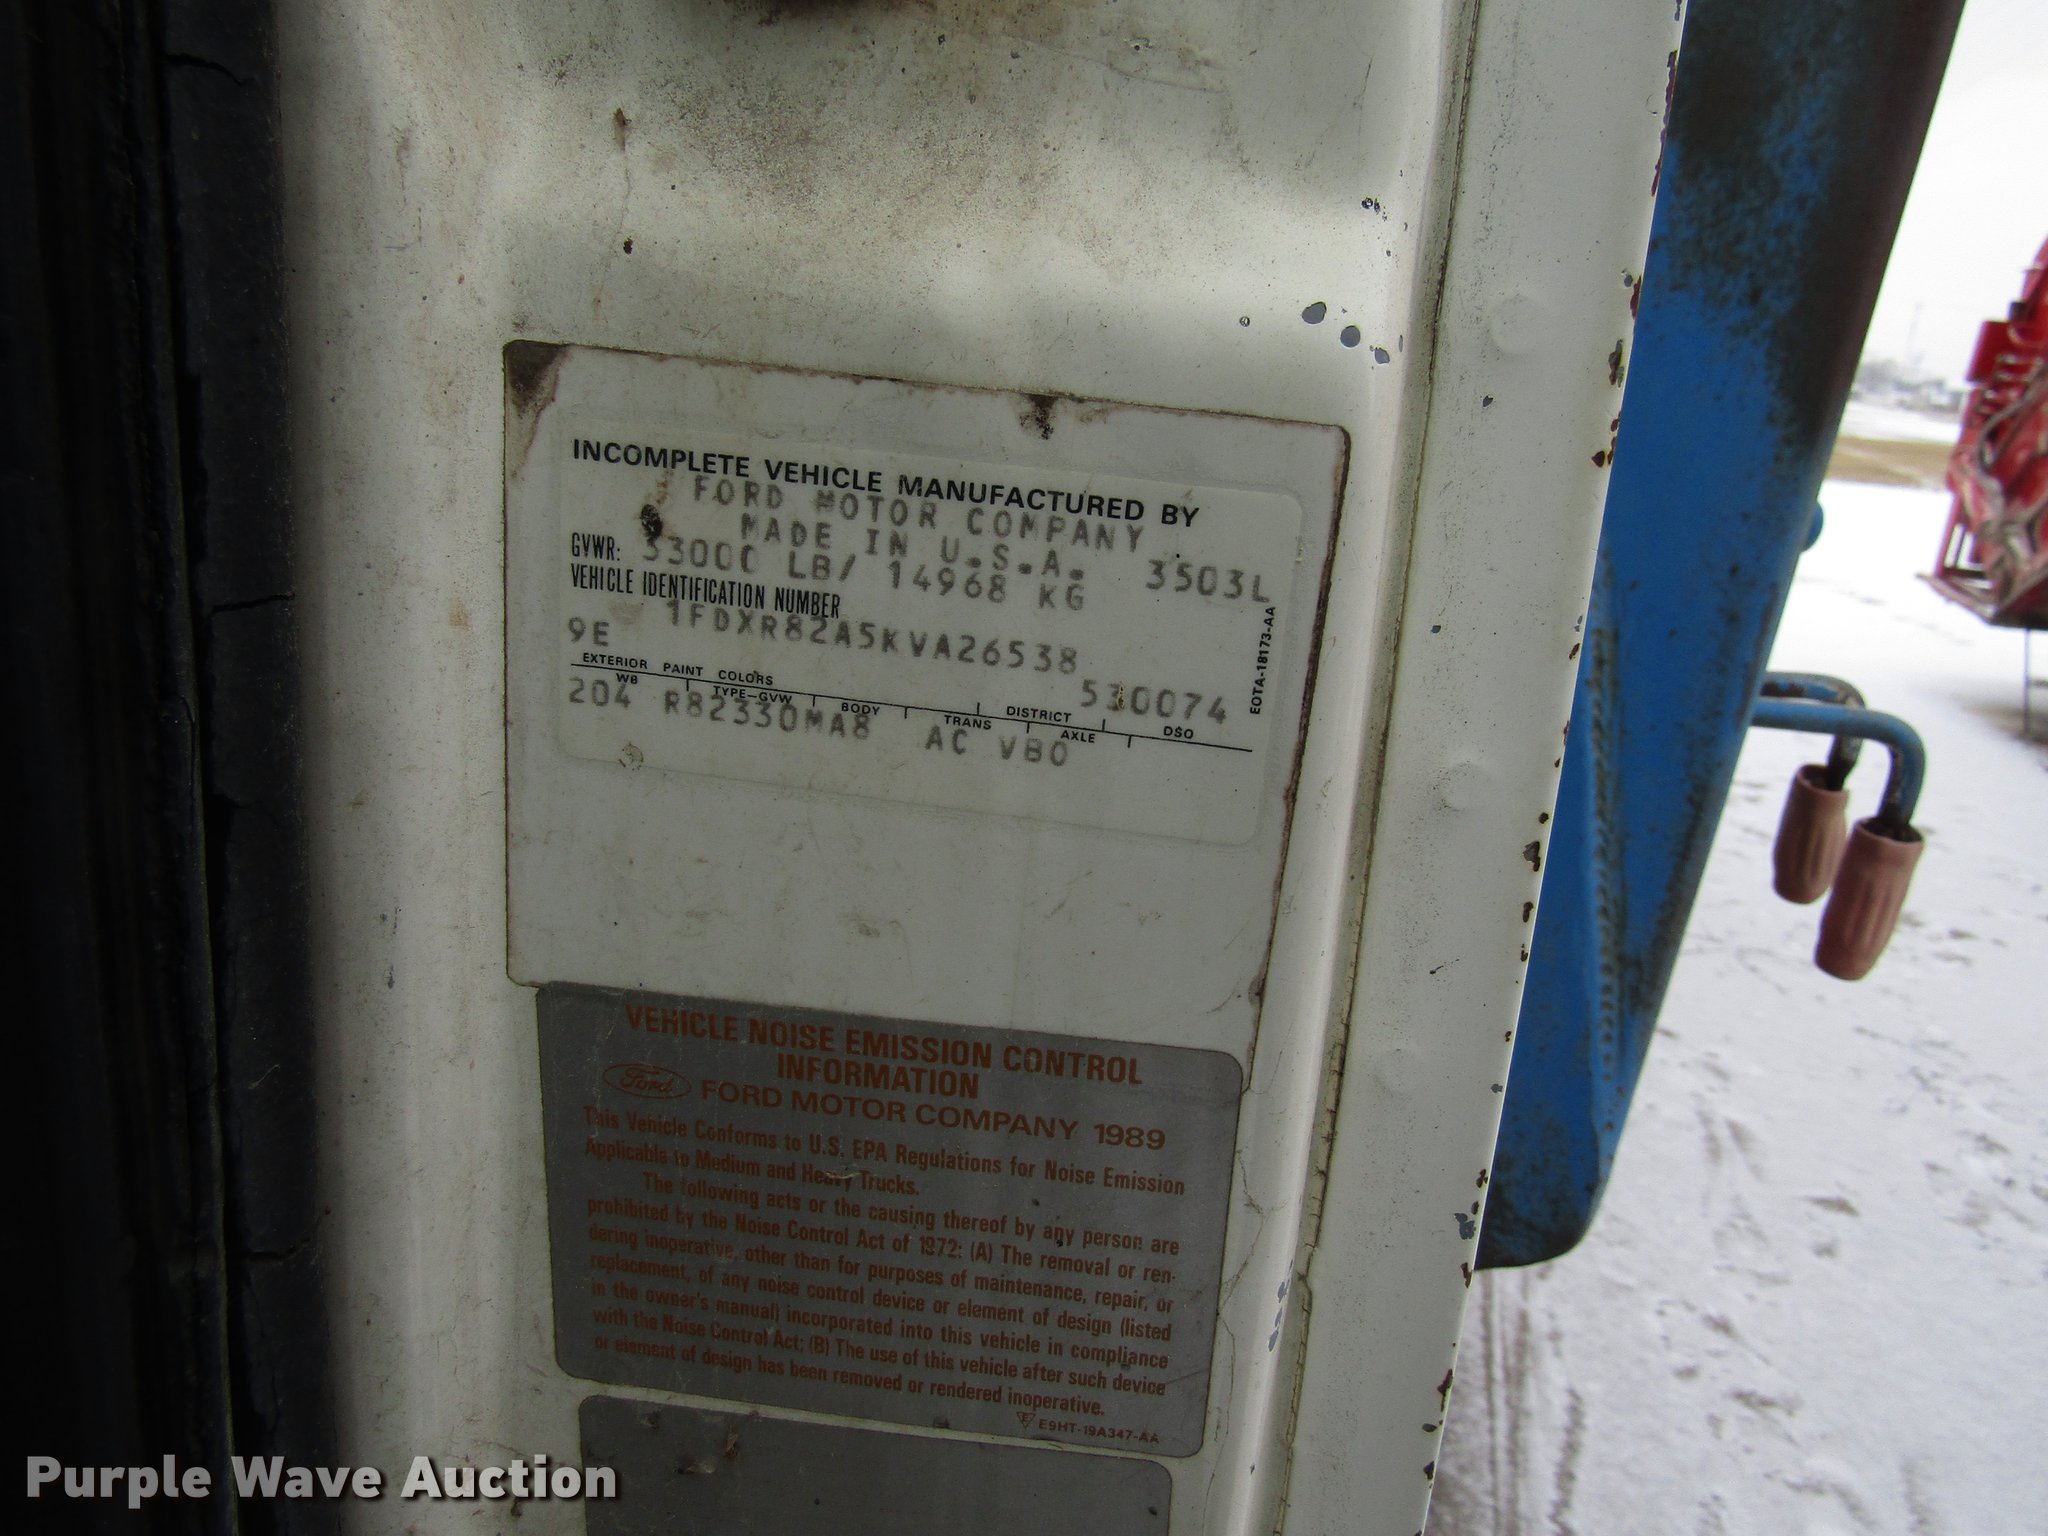 INCOMPLETE VEHICLE MANUFACTURED BY
FORD MOTOR COMPANY
MADE IN U.S.A.
GVWR: 33000 LB/ 14968 KG 3503L
VEHICLE IDENTIFICATION NUMBER
1FDXR82A5KVA26538
9E 530074
EXTERIOR PAINT COLORS DISTRICT DSO
WB TYPE-GVW BODY TRANS AXLE
204 R82330MA8 AC VB0
E0TA-18173-AA
VEHICLE NOISE EMISSION CONTROL
INFORMATION
Ford FORD MOTOR COMPANY 1989
This Vehicle Conforms to U.S. EPA Regulations for Noise Emission
Applicable to Medium and Heavy Trucks.
The following acts or the causing thereof by any person are
prohibited by the Noise Control Act of 1972: (A) The removal or ren-
dering inoperative, other than for purposes of maintenance, repair, or
replacement, of any noise control device or element of design (listed
in the owner's manual) incorporated into this vehicle in compliance
with the Noise Control Act; (B) The use of this vehicle after such device
or element of design has been removed or rendered inoperative.
E E9HT-19A347-AA
Purple Wave Auction